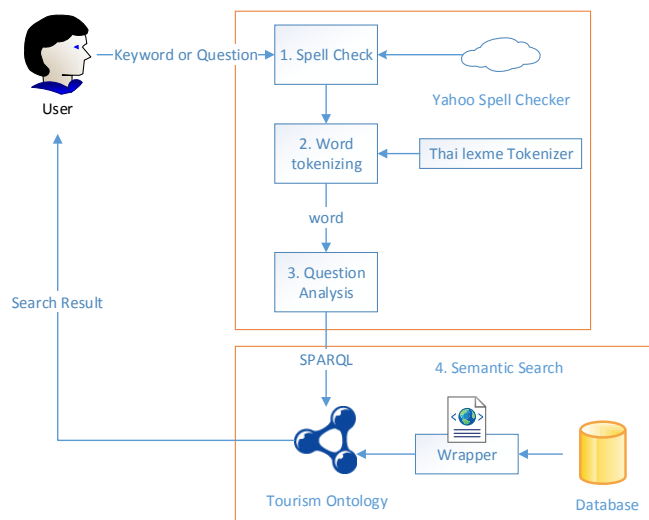 Keyword or Question
1. Spell Check
User
Yahoo Spell Checker
2. Word
tokenizing
Thai lexme Tokenizer
word
3. Question
Analysis
Search Result
SPARQL
4. Semantic Search
Wrapper
Tourism Ontology
Database